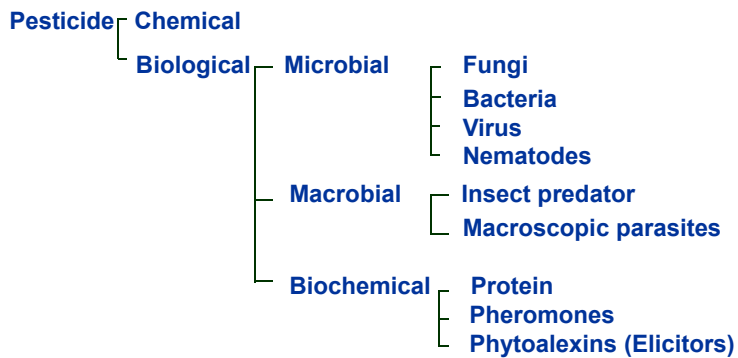 Pesticide Chemical
Biological Microbial Fungi
Bacteria
Virus
Nematodes
Macrobial Insect predator
Macroscopic parasites
Biochemical Protein
Pheromones
Phytoalexins (Elicitors)